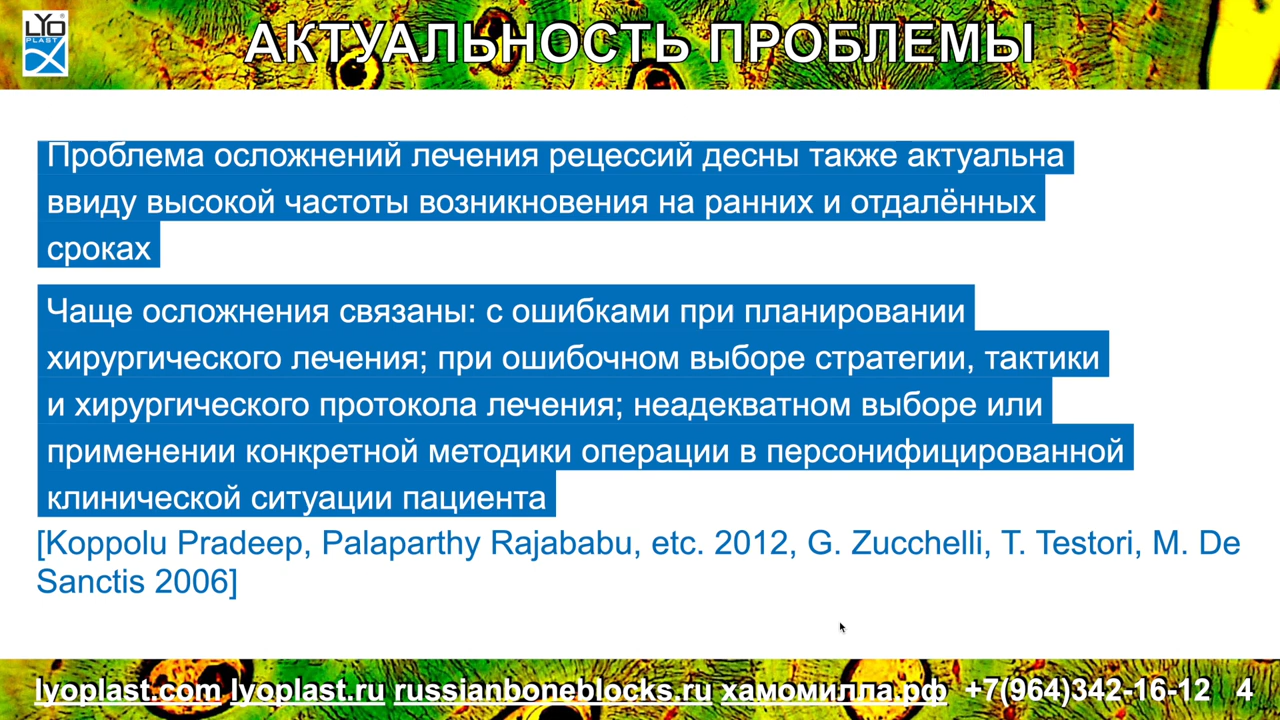 LYO
PLAST
АКТУАЛЬНОСТЬ ПРОБЛЕМЫ
Проблема осложнений лечения рецессий десны также актуальна
ввиду высокой частоты возникновения на ранних и отдалённых
сроках
Чаще осложнения связаны: с ошибками при планировании
хирургического лечения; при ошибочном выборе стратегии, тактики
и хирургического протокола лечения; неадекватном выборе или
применении конкретной методики операции в персонифицированной
клинической ситуации пациента
[Koppolu Pradeep, Palaparthy Rajababu, etc. 2012, G. Zucchelli, T. Testori, M. De
Sanctis 2006]
lyoplast.com lyoplast.ru russianboneblocks.ru хамомилла.рф +7(964)342-16-12 4